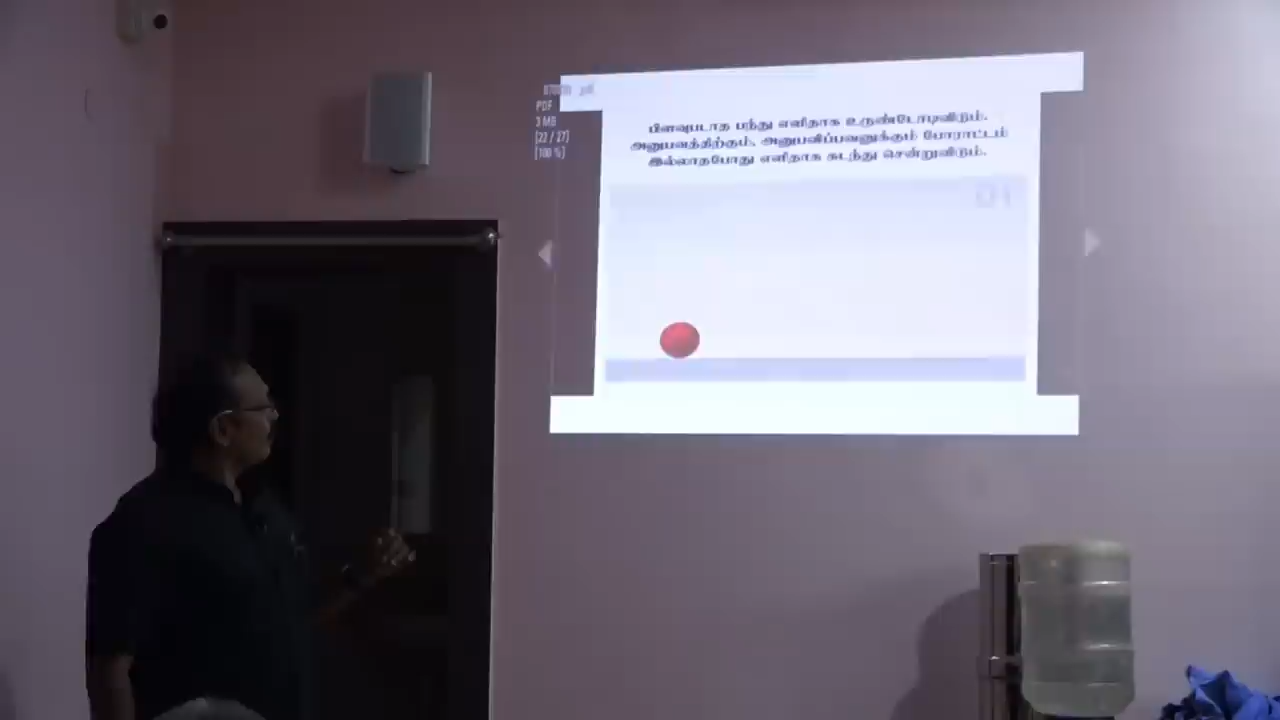 PDF
3 MB
[22 / 27]
[100 %]
பிளவுபடாத பந்து எளிதாக உருண்டோடிவிடும்.
அனுபவத்திற்கும், அனுபவிப்பவனுக்கும் போராட்டம்
இல்லாதபோது எளிதாக கடந்து சென்றுவிடும்.